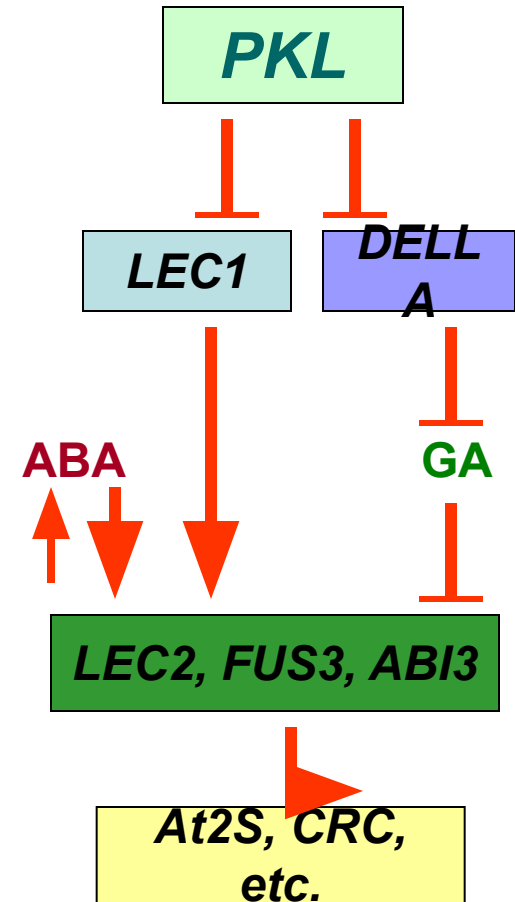 PKL
LEC1
DELL
A
ABA
GA
LEC2, FUS3, ABI3
At2S, CRC,
etc.